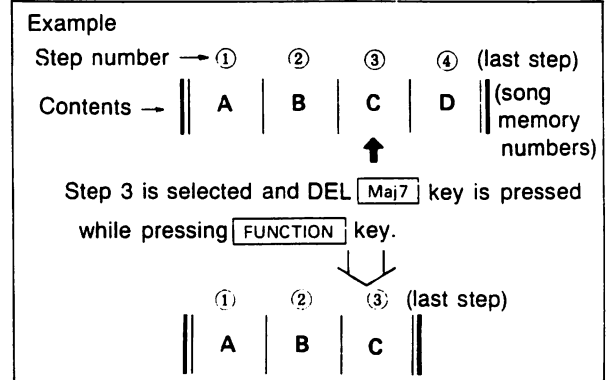 Example
Step number → ① ② ③ ④ (last step)
Contents → A B C D (song
memory
numbers)
Step 3 is selected and DEL Maj7 key is pressed
while pressing FUNCTION key.
① ② ③ (last step)
A B C